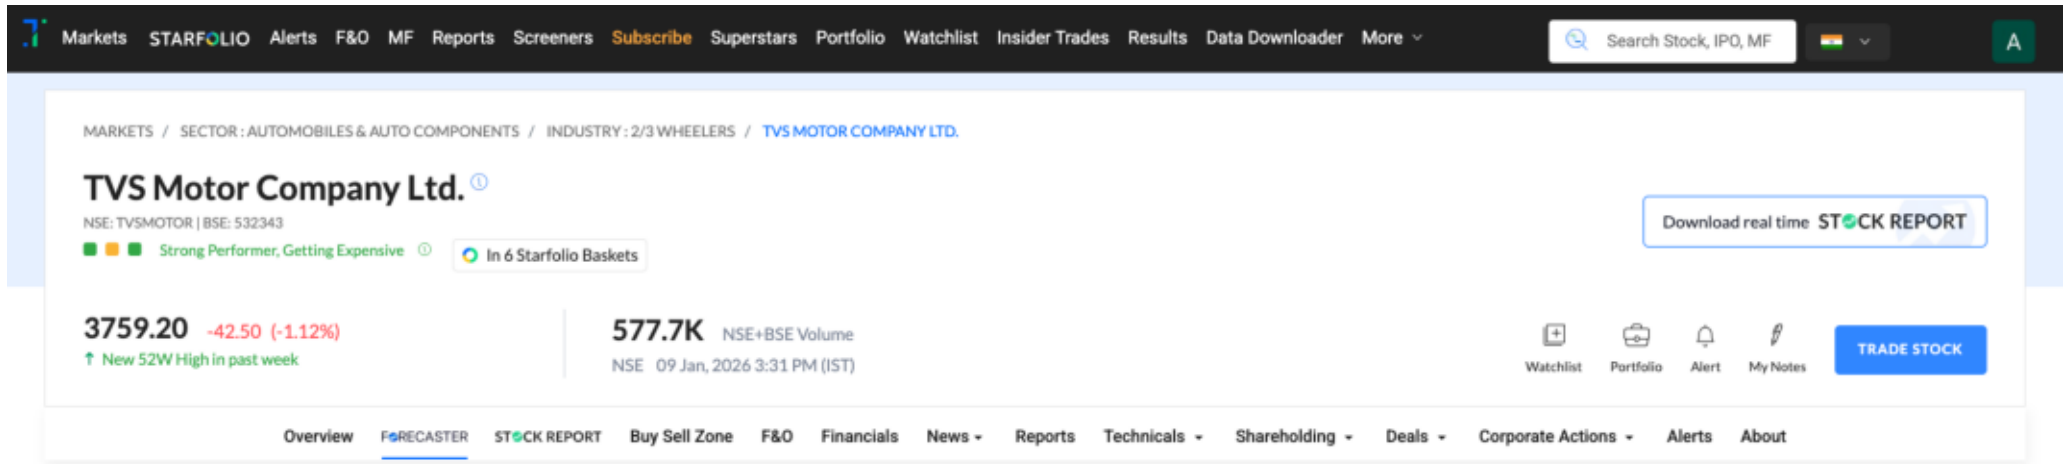 Markets STARFOLIO Alerts F&O MF Reports Screeners Subscribe Superstars Portfolio Watchlist Insider Trades Results Data Downloader More Search Stock, IPO, MF A
MARKETS / SECTOR : AUTOMOBILES & AUTO COMPONENTS / INDUSTRY : 2/3 WHEELERS / TVS MOTOR COMPANY LTD.
TVS Motor Company Ltd.
NSE: TVSMOTOR | BSE: 532343
Strong Performer, Getting Expensive
In 6 Starfolio Baskets
Download real time STOCK REPORT
3759.20 -42.50 (-1.12%)
New 52W High in past week
577.7K NSE+BSE Volume
NSE 09 Jan, 2026 3:31 PM (IST)
Watchlist Portfolio Alert My Notes
TRADE STOCK
Overview FORECASTER STOCK REPORT Buy Sell Zone F&O Financials News Reports Technicals Shareholding Deals Corporate Actions Alerts About